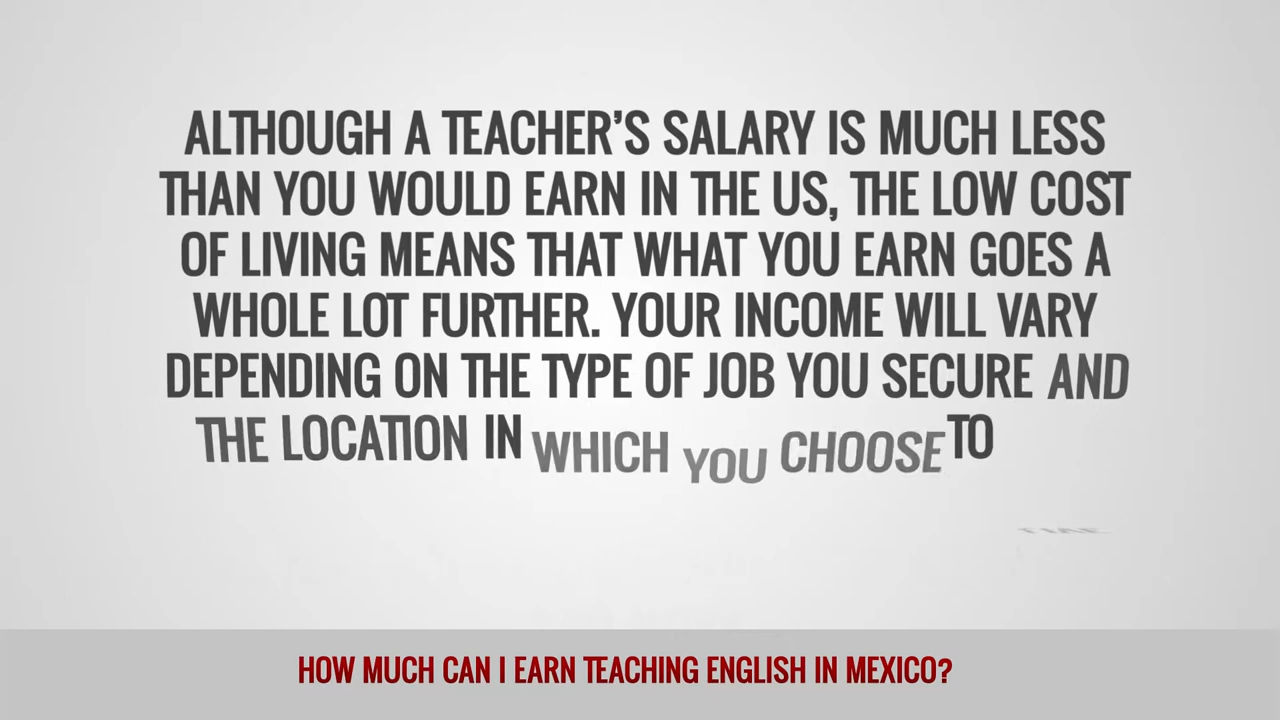 ALTHOUGH A TEACHER'S SALARY IS MUCH LESS
THAN YOU WOULD EARN IN THE US, THE LOW COST
OF LIVING MEANS THAT WHAT YOU EARN GOES A
WHOLE LOT FURTHER. YOUR INCOME WILL VARY
DEPENDING ON THE TYPE OF JOB YOU SECURE AND
THE LOCATION IN WHICH YOU CHOOSE TO
HOW MUCH CAN I EARN TEACHING ENGLISH IN MEXICO?